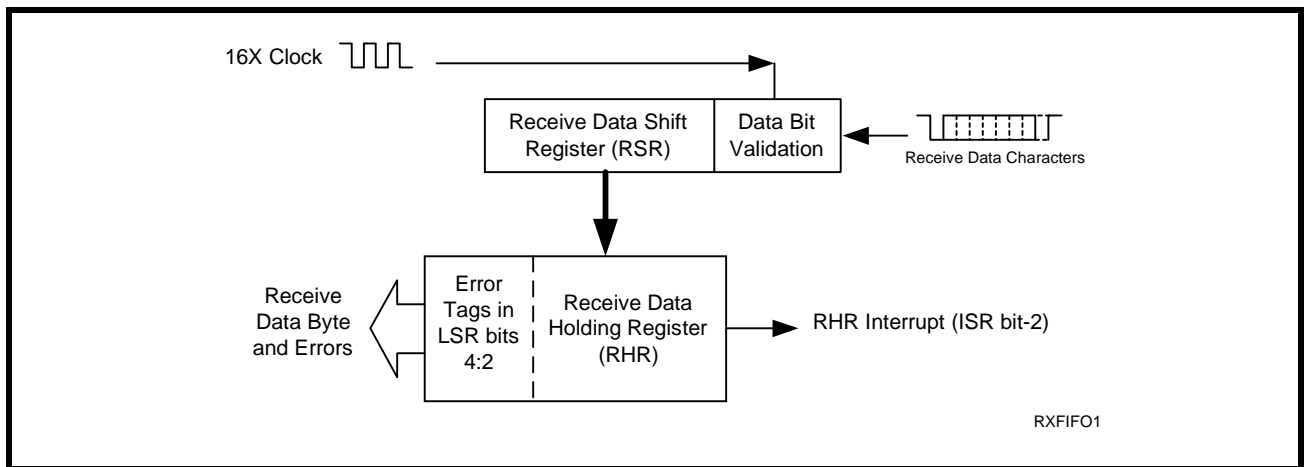 16X Clock
Receive Data Shift
Register (RSR)
Data Bit
Validation
Receive Data Characters
Receive
Data Byte
and Errors
Error
Tags in
LSR bits
4:2
Receive Data
Holding Register
(RHR)
RHR Interrupt (ISR bit-2)
RXFIFO1